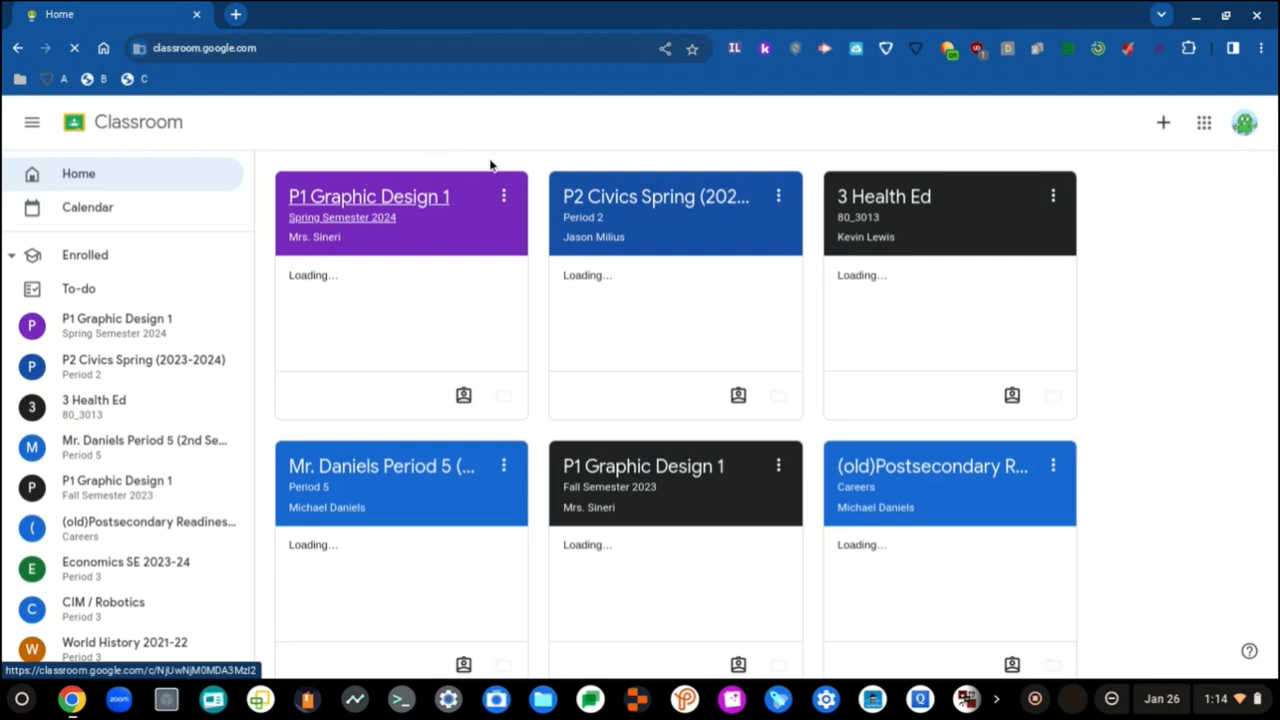 Home
classroom.google.com
A B C
Classroom
Home
Calendar
Enrolled
To-do
P P1 Graphic Design 1
Spring Semester 2024
P P2 Civics Spring (2023-2024)
Period 2
3 3 Health Ed
80_3013
M Mr. Daniels Period 5 (2nd Se...
Period 5
P P1 Graphic Design 1
Fall Semester 2023
( (old)Postsecondary Readines...
Careers
E Economics SE 2023-24
Period 3
C CIM / Robotics
Period 3
W World History 2021-22
Period 3
P1 Graphic Design 1
Spring Semester 2024
Mrs. Sineri
Loading...
P2 Civics Spring (202...
Period 2
Jason Milius
Loading...
3 Health Ed
80_3013
Kevin Lewis
Loading...
Mr. Daniels Period 5 (...
Period 5
Michael Daniels
Loading...
P1 Graphic Design 1
Fall Semester 2023
Mrs. Sineri
Loading...
(old)Postsecondary R...
Careers
Michael Daniels
Loading...
zoom
Jan 26
1:14